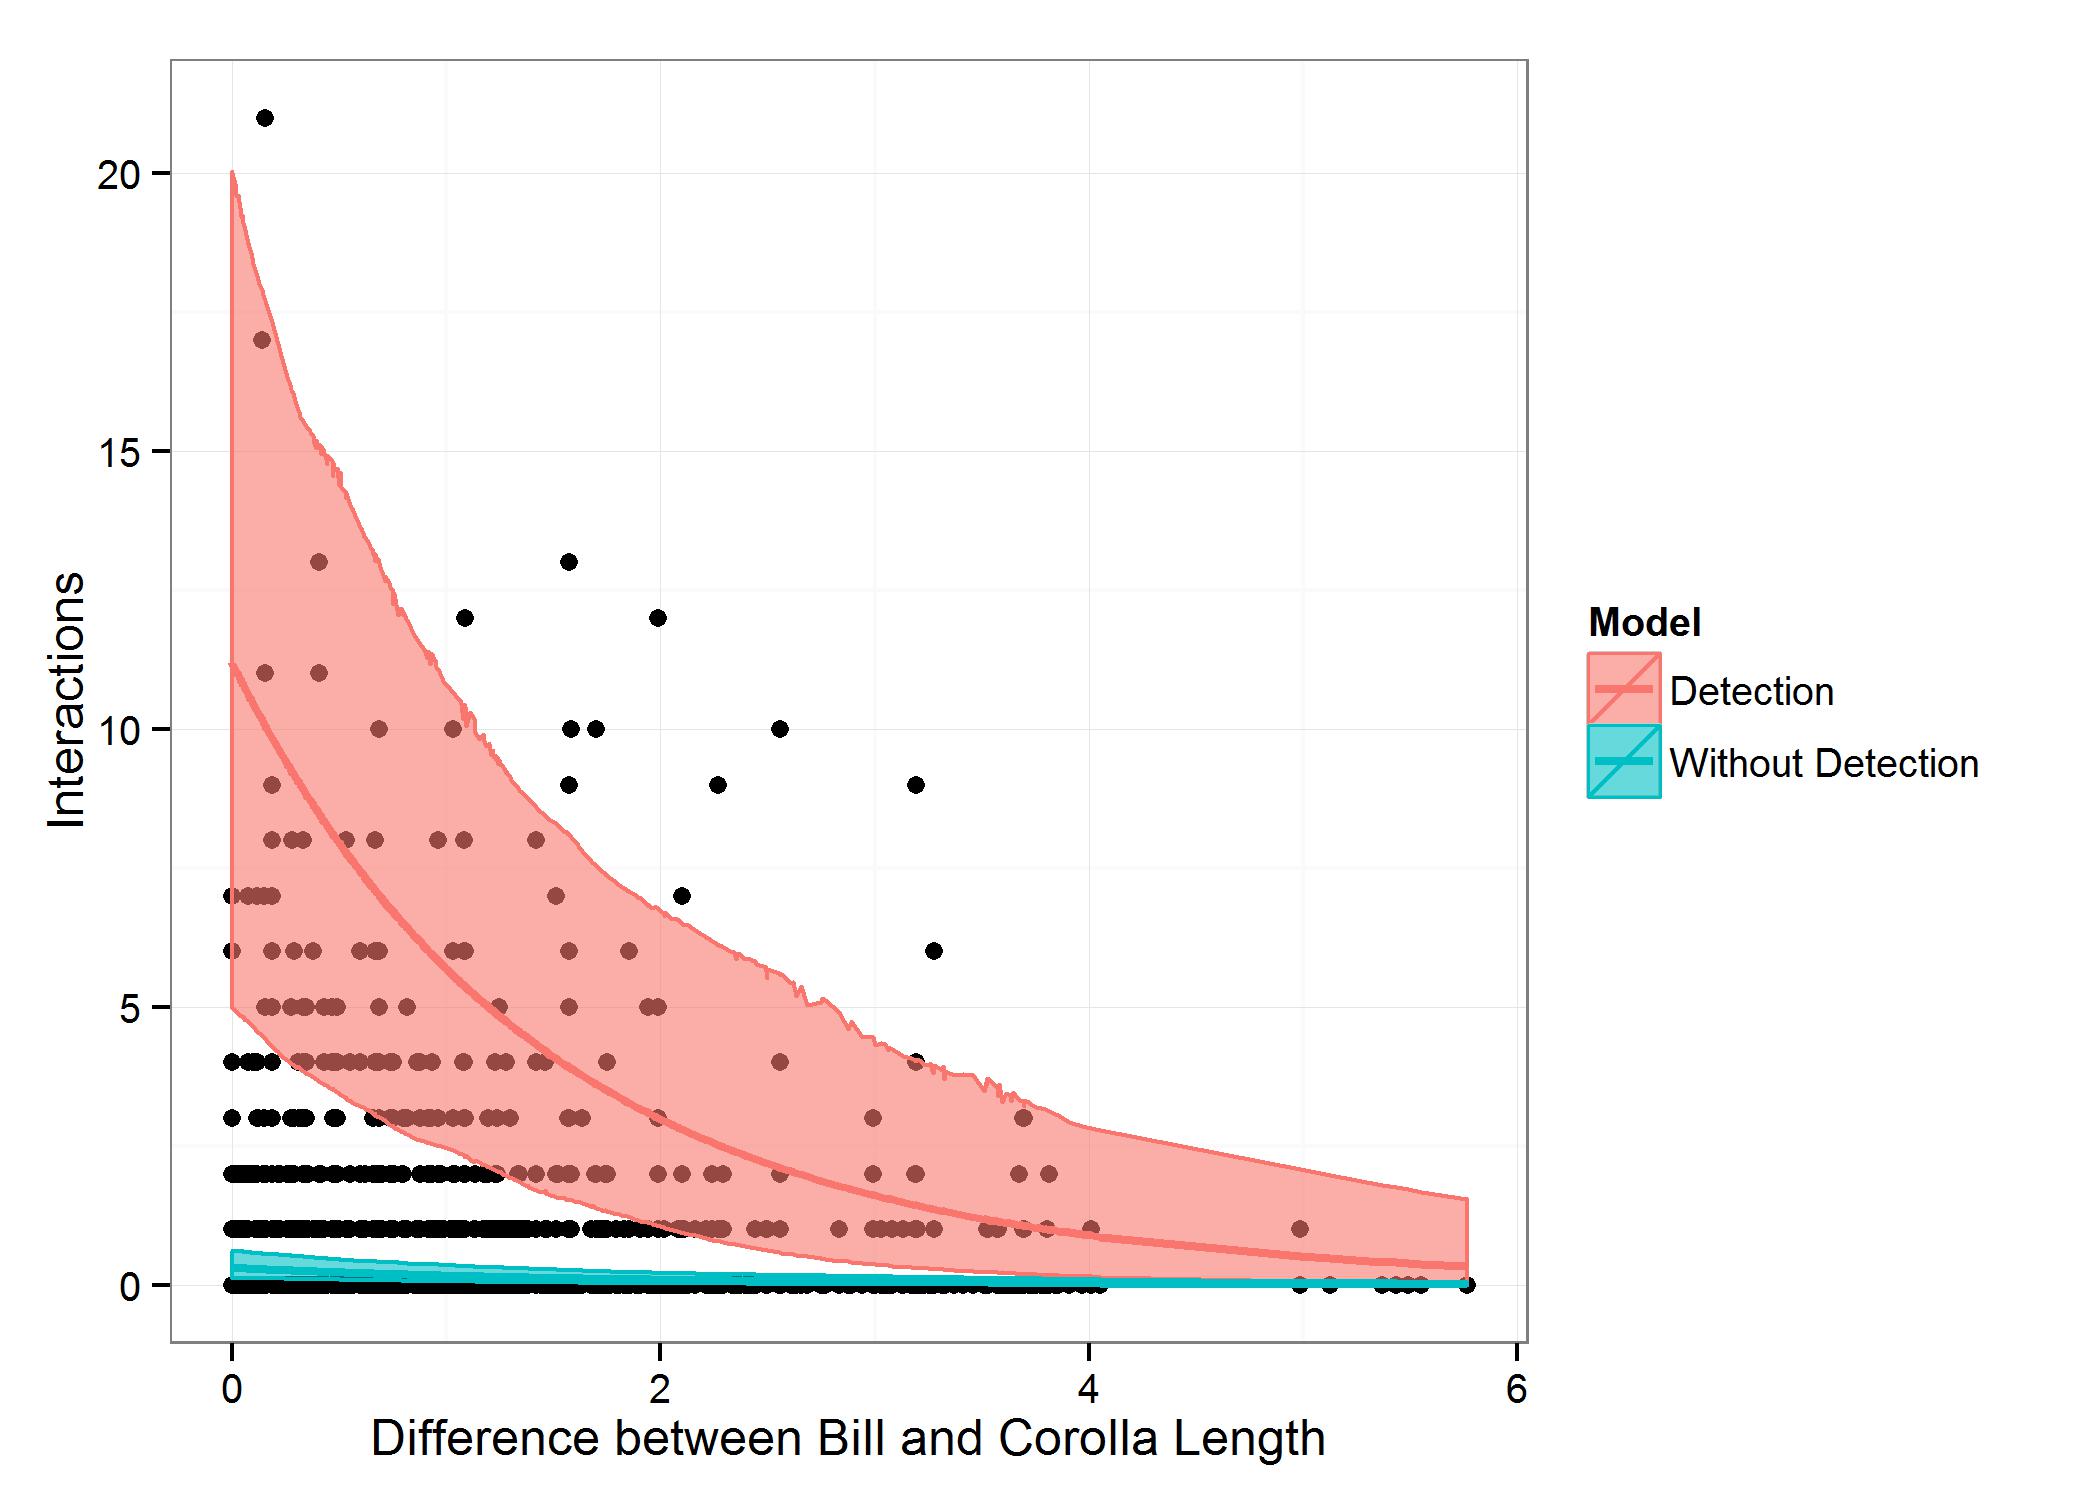 20
15
10
5
0
Interactions
0 2 4 6
Difference between Bill and Corolla Length
Model
Detection
Without Detection